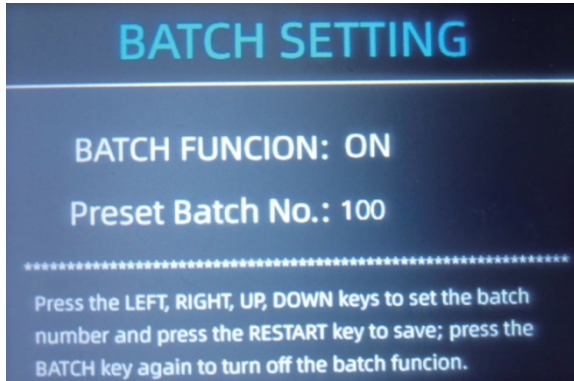 BATCH SETTING
BATCH FUNCION: ON
Preset Batch No.: 100
************************************************************
Press the LEFT, RIGHT, UP, DOWN keys to set the batch
number and press the RESTART key to save; press the
BATCH key again to turn off the batch funcion.